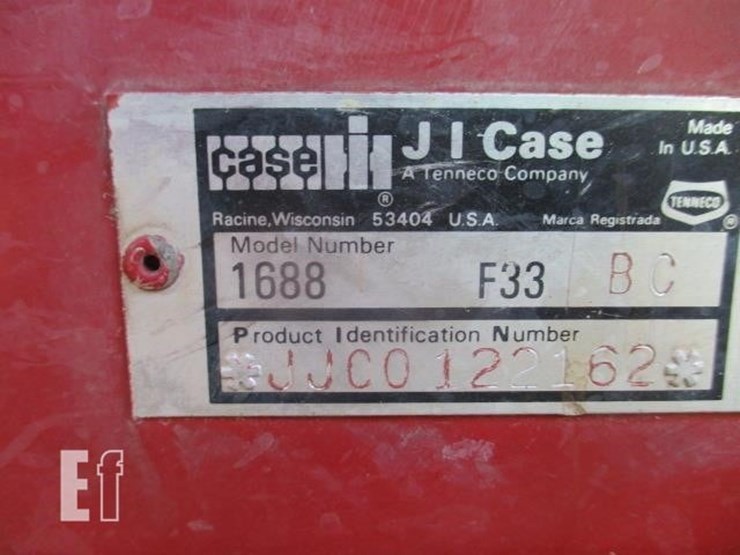 case IH ® J I Case Made
A Tenneco Company In U.S.A.
TENNECO ®
Racine, Wisconsin 53404 U.S.A. Marca Registrada
Model Number
1688 F33 BC
Product Identification Number
*JJC0122162*
Ef